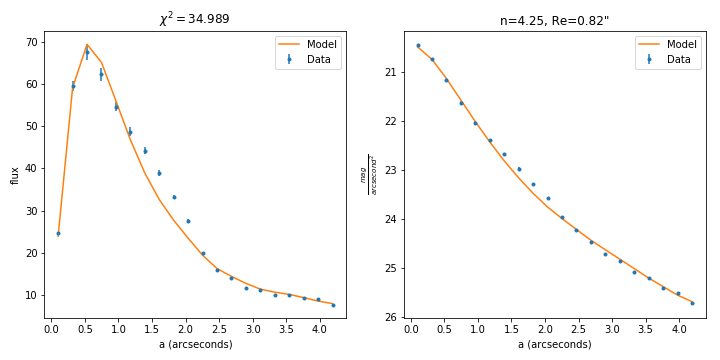 χ² = 34.989
Model
Data
70
60
50
40
30
20
10
flux
0.0 0.5 1.0 1.5 2.0 2.5 3.0 3.5 4.0
a (arcseconds)
n=4.25, Re=0.82"
Model
Data
21
22
23
24
25
26
mag
arcsecond²
0.0 0.5 1.0 1.5 2.0 2.5 3.0 3.5 4.0
a (arcseconds)